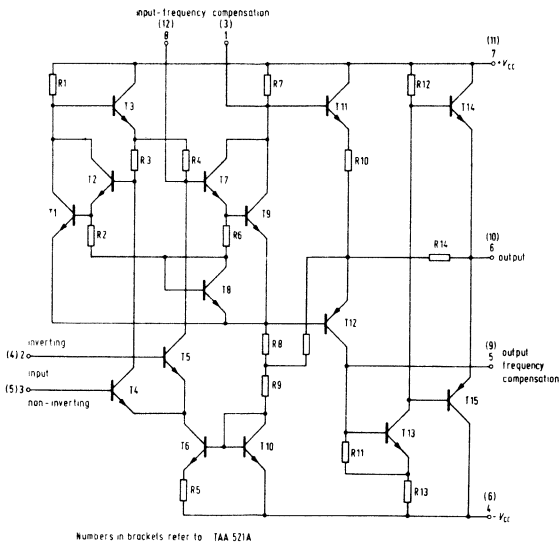 input-frequency compensation
(12) (3)
8 1
(11)
7
+VCC
R1
R7
R12
T3
T11
T14
R3
R4
R10
T2
T7
T1
T9
R2
R6
R14
(10)
6
output
T8
T12
inverting
(4) 2
R8
(9)
5
output
frequency
compensation
T5
input
(5) 3
non-inverting
T4
R9
T15
T6
T10
T13
R11
R5
R13
(6)
4
-VCC
Numbers in brackets refer to TAA 521A